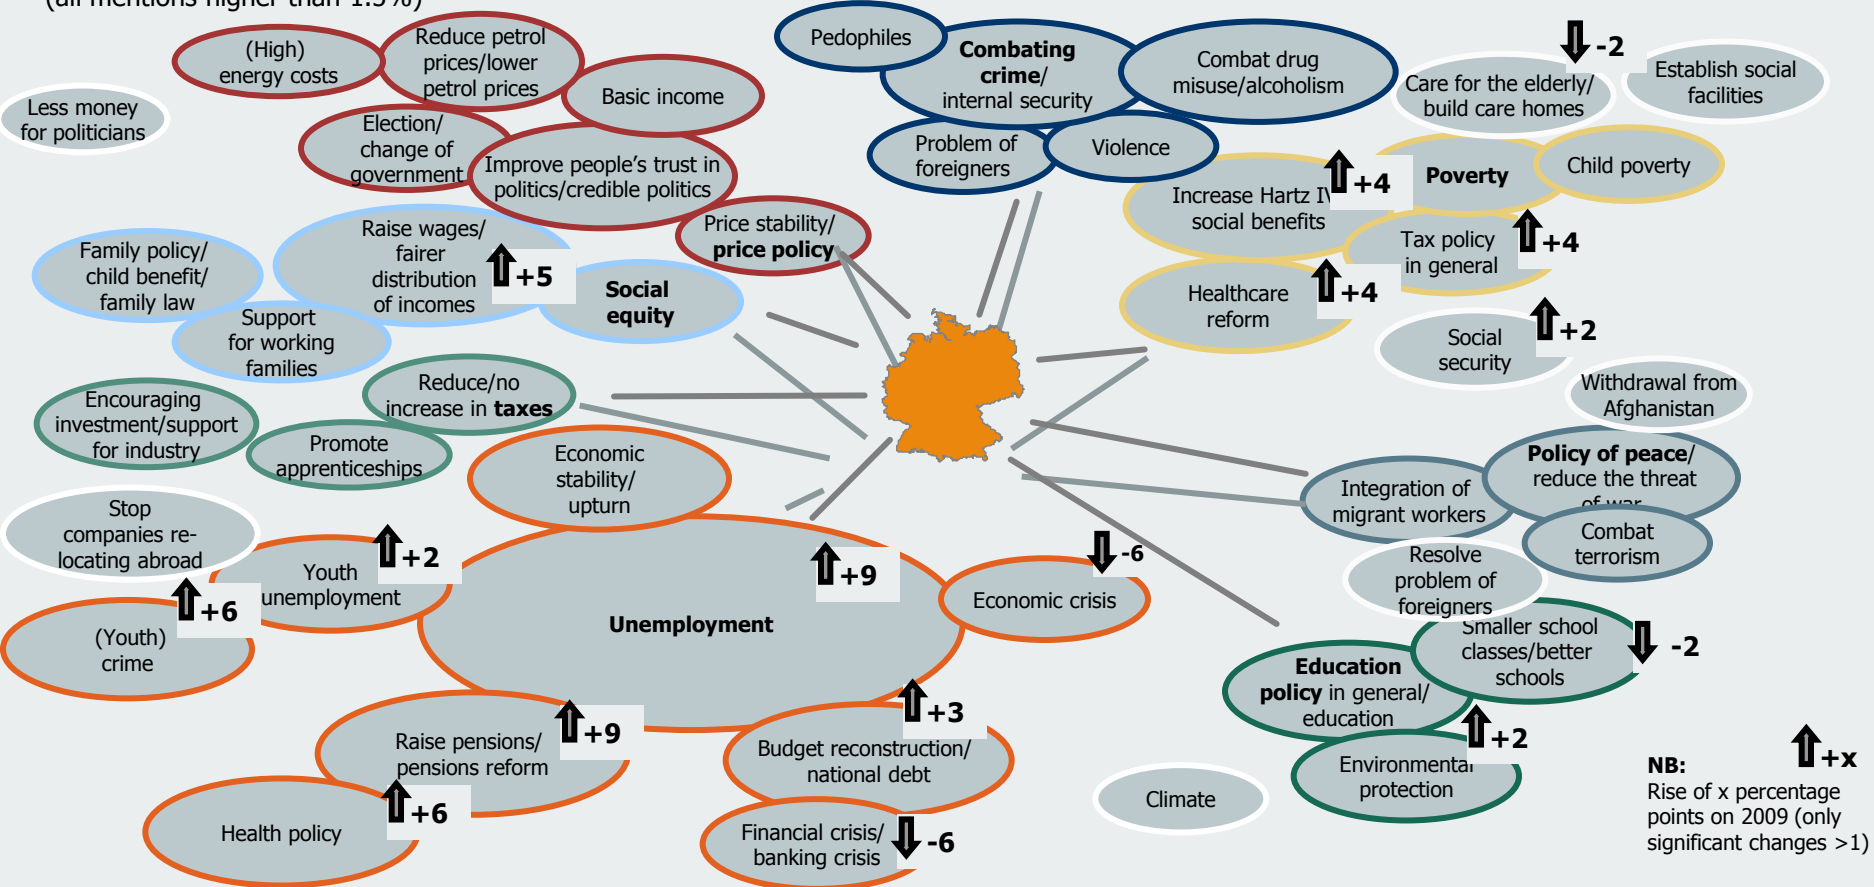 (all mentions higher than 1.5%)
(High)
energy costs
Reduce petrol
prices/lower
petrol prices
Basic income
Less money
for politicians
Election/
change of
government
Improve people's trust in
politics/credible politics
Price stability/
price policy
Pedophiles
Combating
crime/
internal security
Combat drug
misuse/alcoholism
Problem of
foreigners
Violence
-2
Care for the elderly/
build care homes
Establish social
facilities
Increase Hartz IV
social benefits
+4
Poverty
Child poverty
Tax policy
in general
+4
Healthcare
reform
+4
Social
security
+2
Family policy/
child benefit/
family law
Raise wages/
fairer
distribution
of incomes
+5
Social
equity
Support
for working
families
Encouraging
investment/support
for industry
Reduce/no
increase in taxes
Promote
apprenticeships
Withdrawal from
Afghanistan
Integration of
migrant workers
Policy of peace/
reduce the threat
of war
Combat
terrorism
Resolve
problem of
foreigners
Stop
companies re-
locating abroad
Economic
stability/
upturn
Youth
unemployment
+2
(Youth)
crime
+6
Unemployment
+9
Economic crisis
-6
Raise pensions/
pensions reform
+9
Health policy
+6
Budget reconstruction/
national debt
+3
Financial crisis/
banking crisis
-6
Education
policy in general/
education
Smaller school
classes/better
schools
-2
Environmental
protection
+2
Climate
NB:
+x
Rise of x percentage
points on 2009 (only
significant changes >1)